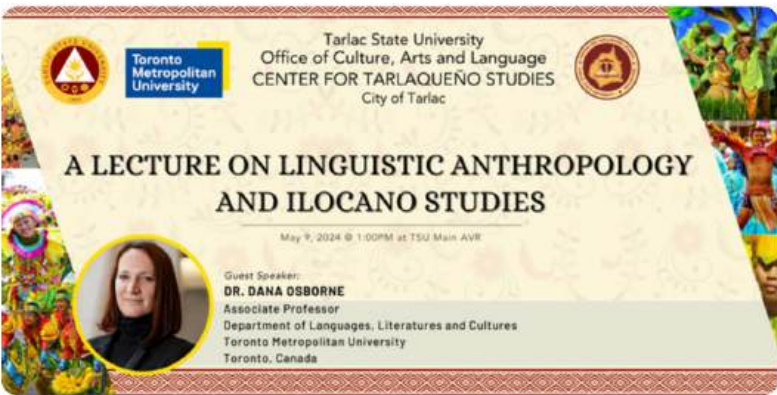 Toronto
Metropolitan
University
Tarlac State University
Office of Culture, Arts and Language
CENTER FOR TARLAQUEÑO STUDIES
City of Tarlac
A LECTURE ON LINGUISTIC ANTHROPOLOGY
AND ILOCANO STUDIES
May 9, 2024 @ 1:00PM at TSU Main AVR
Guest Speaker:
DR. DANA OSBORNE
Associate Professor
Department of Languages, Literatures and Cultures
Toronto Metropolitan University
Toronto, Canada